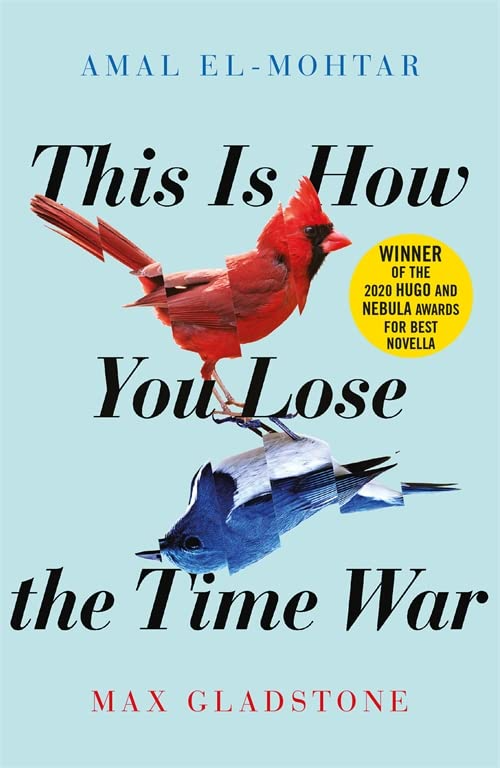 AMAL EL-MOHTAR
This Is How
WINNER
OF THE
2020 HUGO AND
NEBULA AWARDS
FOR BEST
NOVELLA
You Lose
the Time War
MAX GLADSTONE